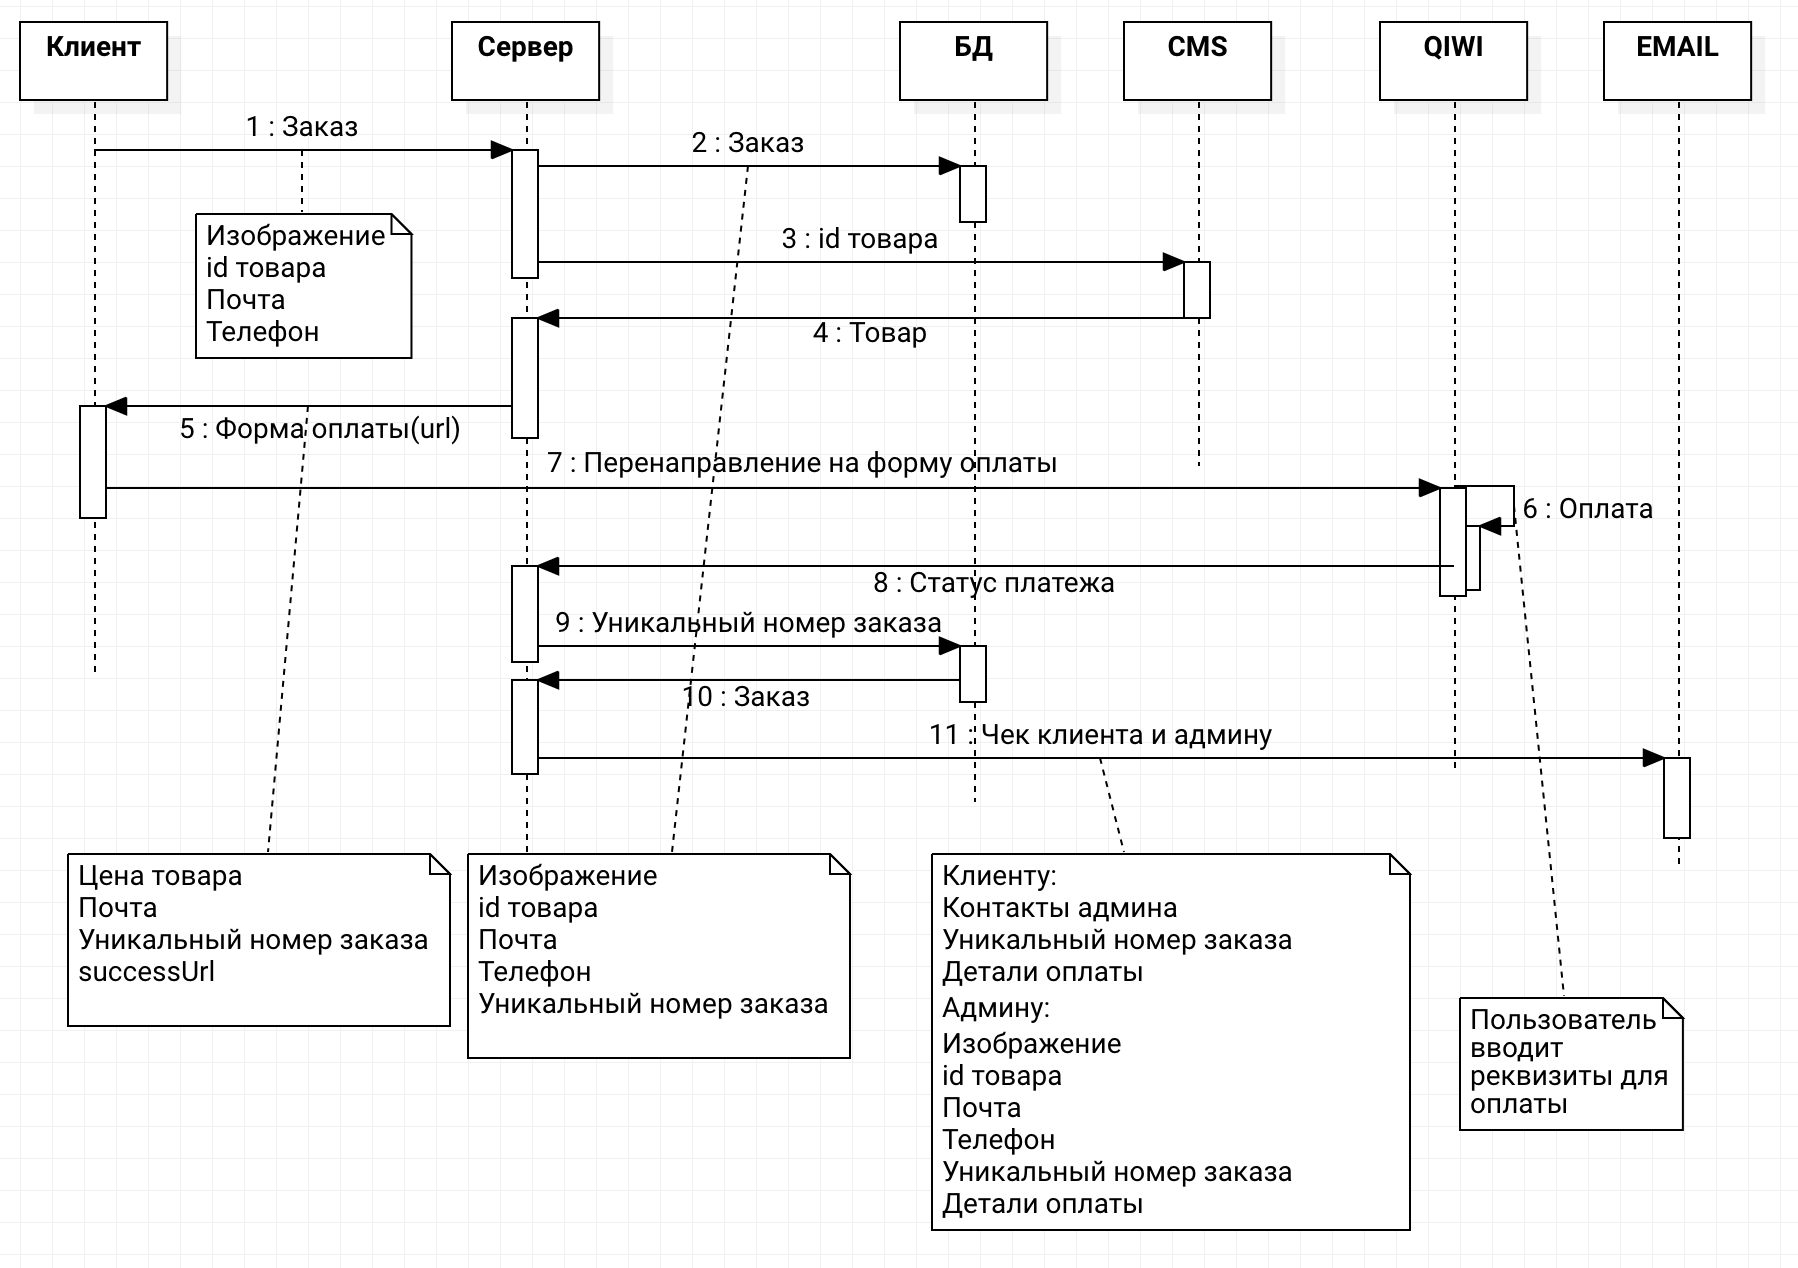 Клиент
Сервер
БД
CMS
QIWI
EMAIL
1 : Заказ
2 : Заказ
Изображение
id товара
Почта
Телефон
3 : id товара
4 : Товар
5 : Форма оплаты(url)
7 : Перенаправление на форму оплаты
6 : Оплата
8 : Статус платежа
9 : Уникальный номер заказа
10 : Заказ
11 : Чек клиента и админу
Цена товара
Почта
Уникальный номер заказа
successUrl
Изображение
id товара
Почта
Телефон
Уникальный номер заказа
Клиенту:
Контакты админа
Уникальный номер заказа
Детали оплаты
Админу:
Изображение
id товара
Почта
Телефон
Уникальный номер заказа
Детали оплаты
Пользователь
вводит
реквизиты для
оплаты